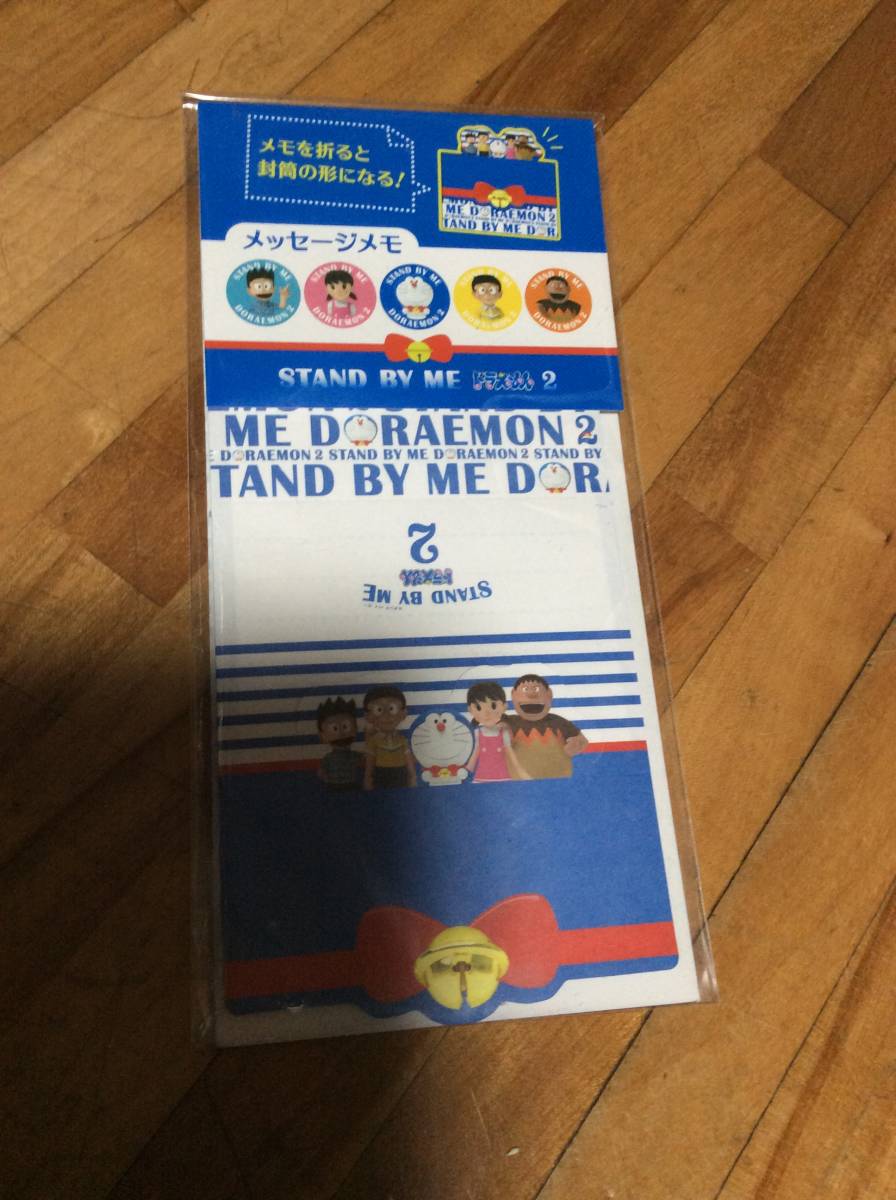 メモを折ると
封筒の形になる!
ME DORAEMON 2
TAND BY ME DOR
メッセージメモ
STAND BY ME
DORAEMON 2
STAND BY ME
DORAEMON 2
STAND BY ME
DORAEMON 2
STAND BY ME
DORAEMON 2
STAND BY ME
DORAEMON 2
STAND BY ME ドラえもん 2
ME DORAEMON 2
E DORAEMON 2 STAND BY ME DORAEMON 2 STAND BY
TAND BY ME DOR
STAND BY ME
ドラえもん
2